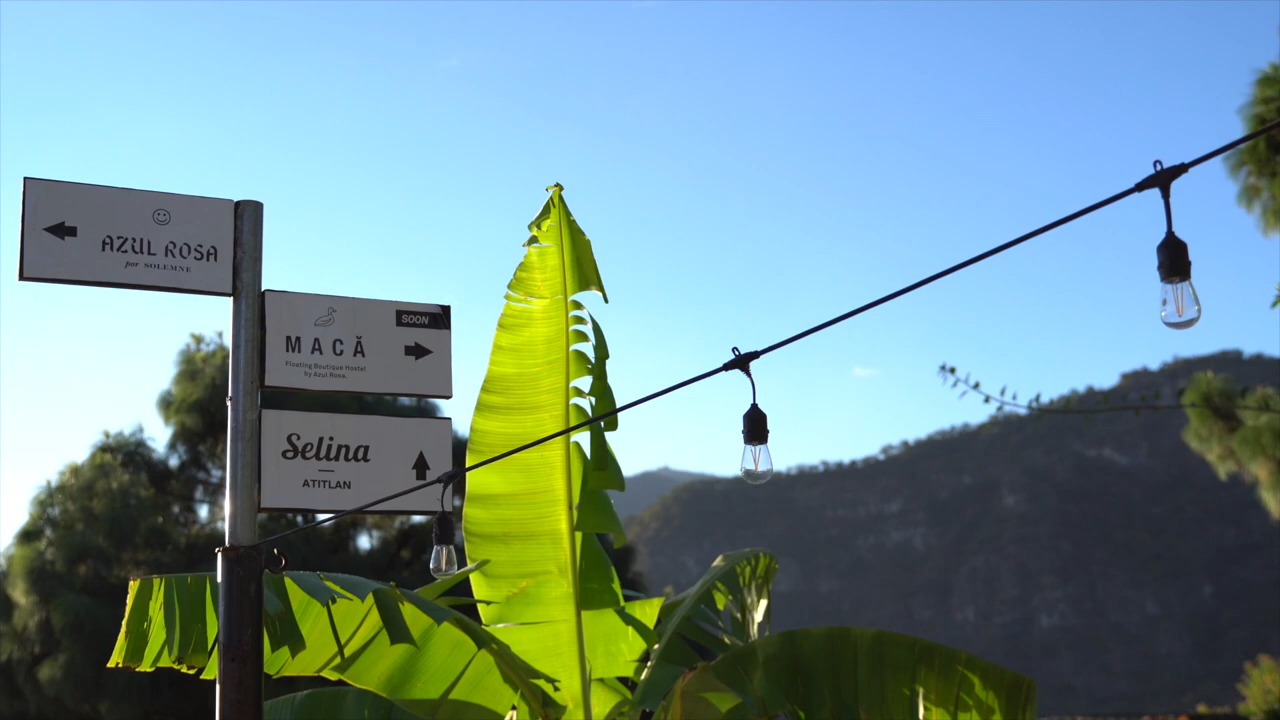 AZUL ROSA
por SOLEMNE
SOON
MACĂ
Floating Boutique Hostel
by Azul Rosa.
Selina
ATITLAN